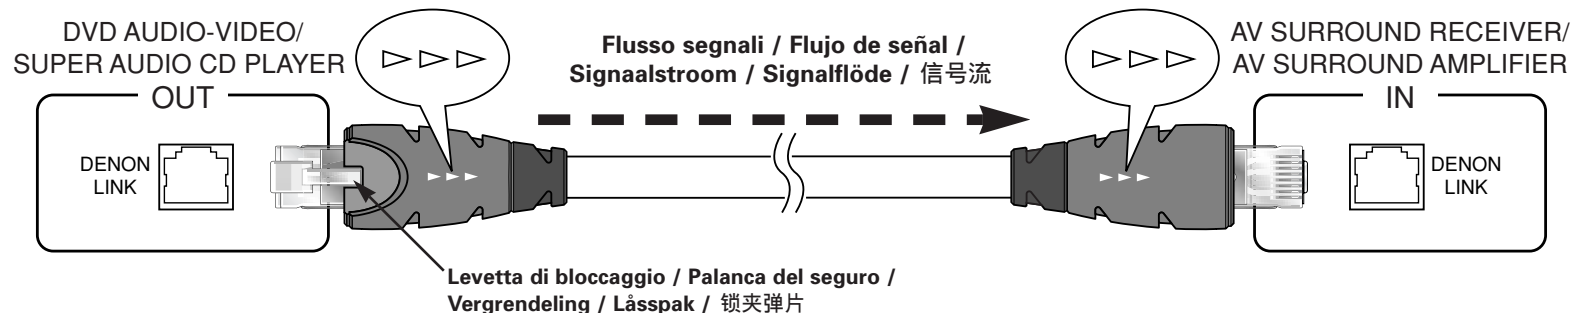 DVD AUDIO-VIDEO/
SUPER AUDIO CD PLAYER
OUT
DENON
LINK
Flusso segnali / Flujo de señal /
Signaalstroom / Signalflöde / 信号流
Levetta di bloccaggio / Palanca del seguro /
Vergrendeling / Låsspak / 锁夹弹片
AV SURROUND RECEIVER/
AV SURROUND AMPLIFIER
IN
DENON
LINK